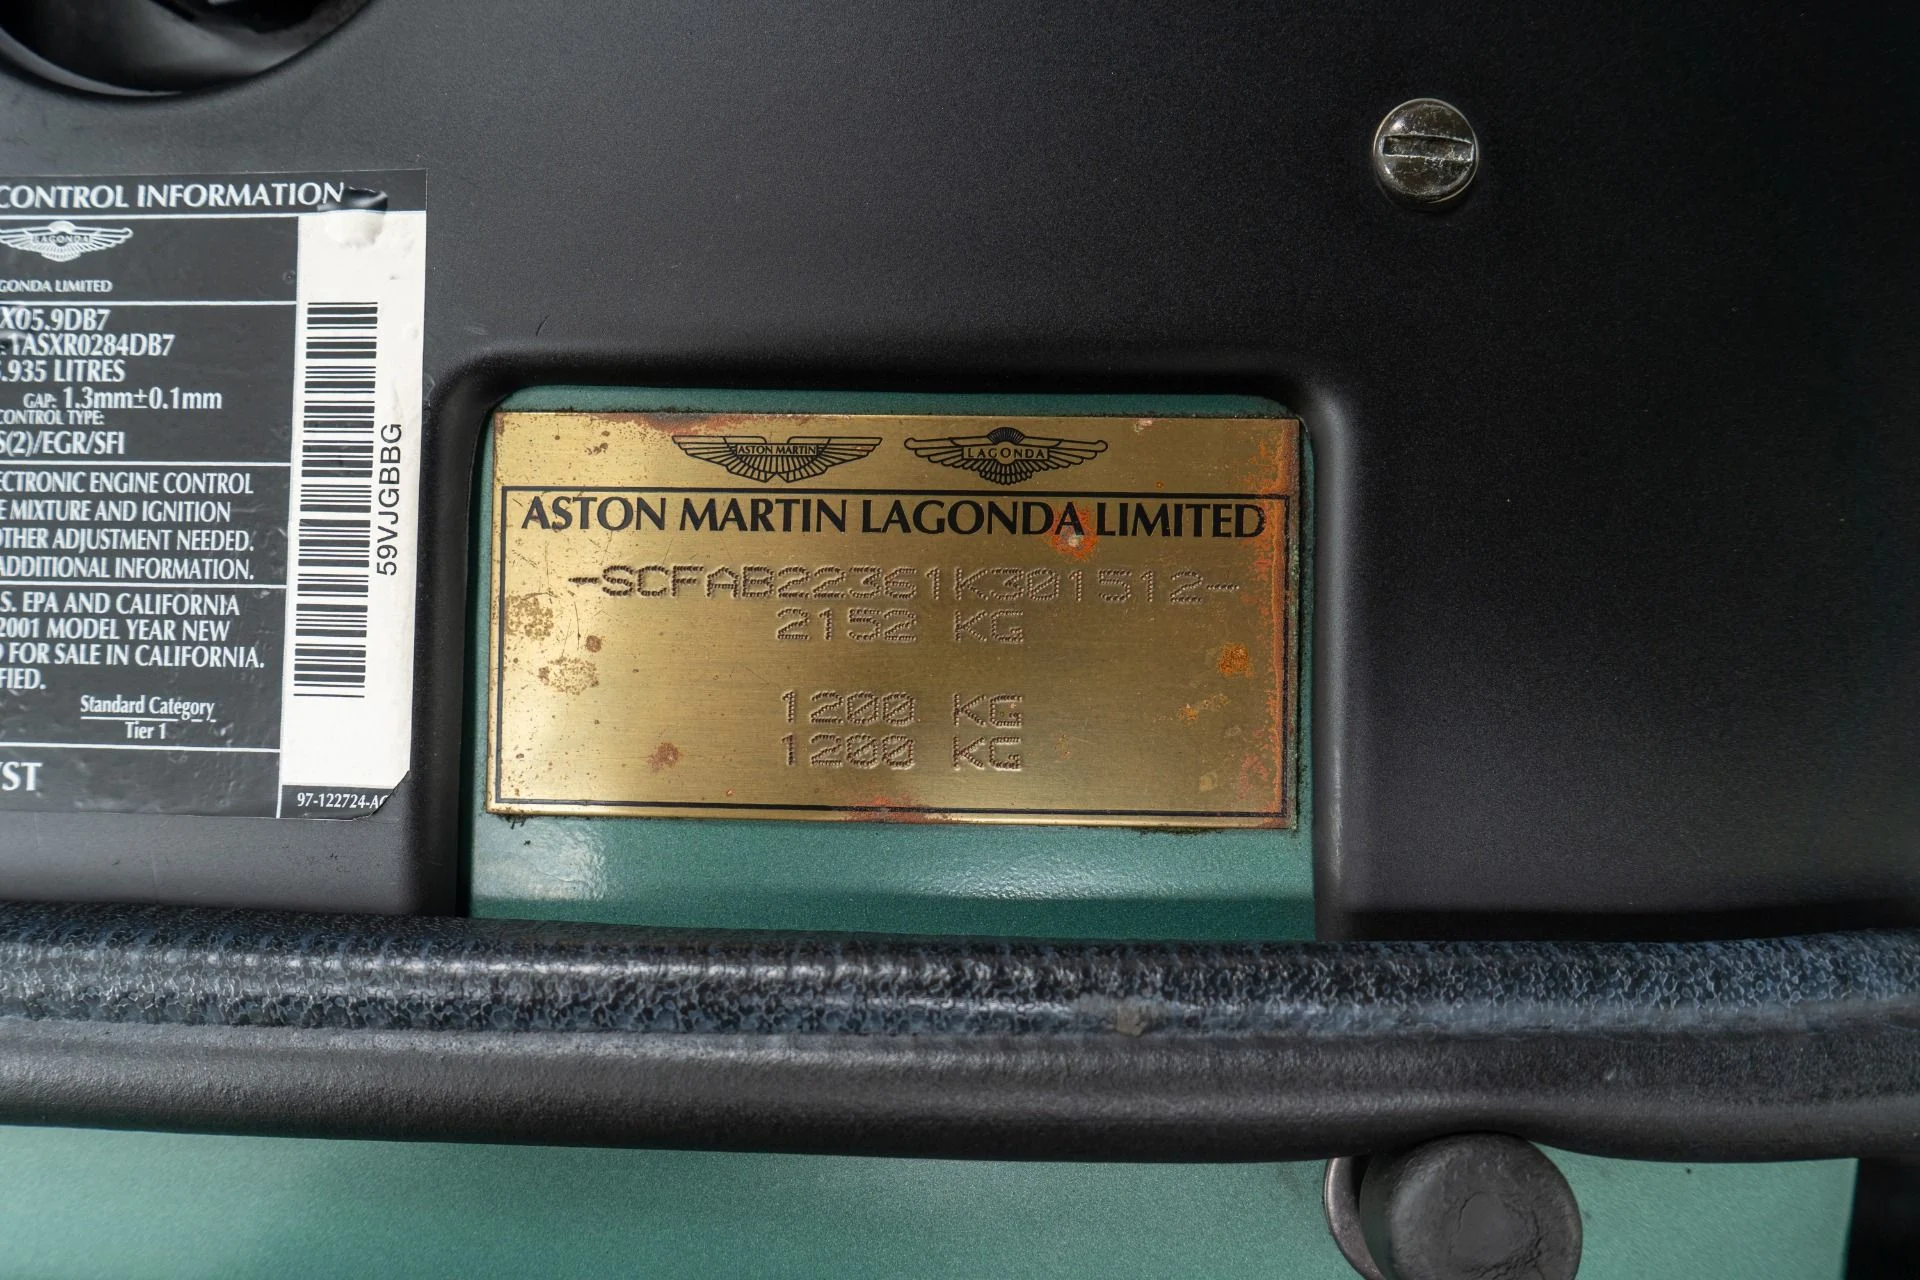 CONTROL INFORMATION
LAGONDA
GONDA LIMITED
X05.9DB7
1ASXR0284DB7
.935 LITRES
GAP: 1.3mm±0.1mm
CONTROL TYPE:
S(2)/EGR/SFI
ECTRONIC ENGINE CONTROL
E MIXTURE AND IGNITION
OTHER ADJUSTMENT NEEDED.
ADDITIONAL INFORMATION.
S. EPA AND CALIFORNIA
2001 MODEL YEAR NEW
D FOR SALE IN CALIFORNIA.
FIED.
Standard Category
Tier 1
YST
59VJGBBG
97-122724-AC
ASTON MARTIN LAGONDA
ASTON MARTIN LAGONDA LIMITED
-SCFAB22361K301512-
2152 KG
1200 KG
1200 KG